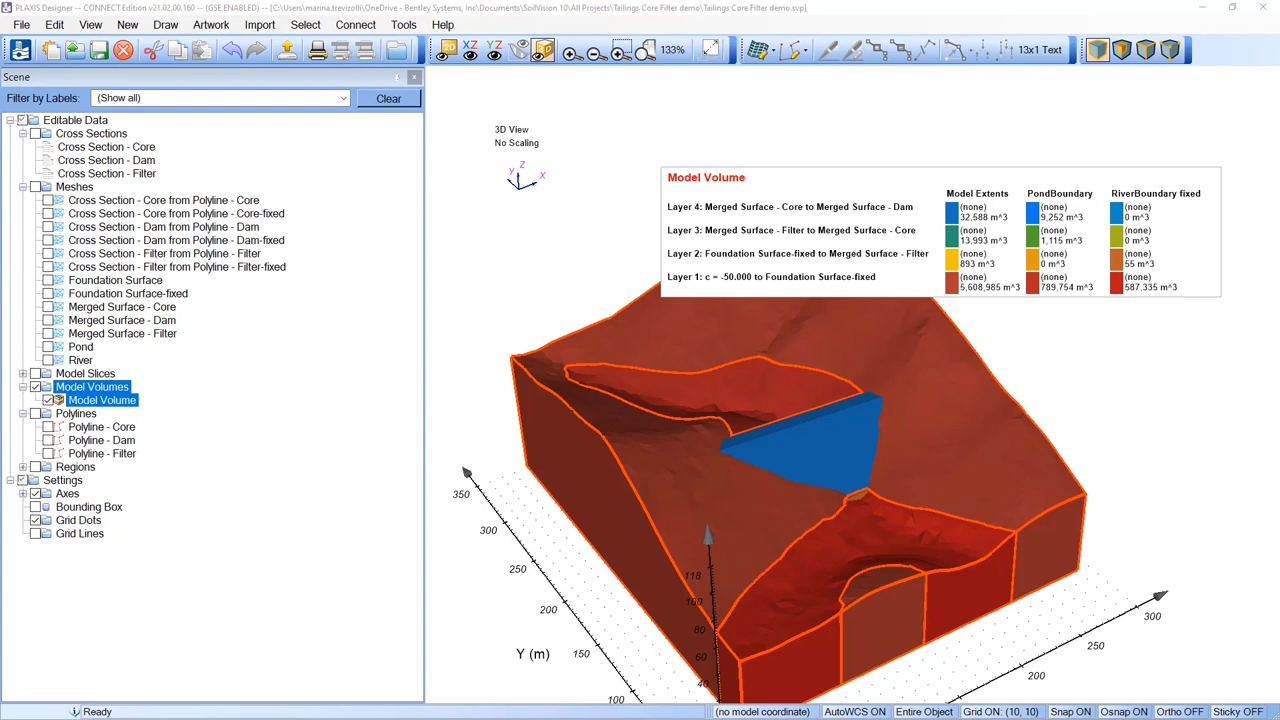 PLAXIS Designer - CONNECT Edition v21.02.00.160 -- (GSE ENABLED) - [C:\Users\marina.trevizolli\OneDrive - Bentley Systems, Inc\Documents\SoilVision 10\All Projects\Tailings Core Filter demo\Tailings Core Filter demo.svp]
File Edit View New Draw Artwork Import Select Connect Tools Help
2D XZ YZ 3D 133% 13x1 Text
Scene
Filter by Labels: (Show all) Clear
Editable Data
Cross Sections
Cross Section - Core
Cross Section - Dam
Cross Section - Filter
Meshes
Cross Section - Core from Polyline - Core
Cross Section - Core from Polyline - Core-fixed
Cross Section - Dam from Polyline - Dam
Cross Section - Dam from Polyline - Dam-fixed
Cross Section - Filter from Polyline - Filter
Cross Section - Filter from Polyline - Filter-fixed
Foundation Surface
Foundation Surface-fixed
Merged Surface - Core
Merged Surface - Dam
Merged Surface - Filter
Pond
River
Model Slices
Model Volumes
Model Volume
Polylines
Polyline - Core
Polyline - Dam
Polyline - Filter
Regions
Settings
Axes
Bounding Box
Grid Dots
Grid Lines
3D View
No Scaling
Y Z X
Model Volume
Model Extents PondBoundary RiverBoundary fixed
Layer 4: Merged Surface - Core to Merged Surface - Dam
(none) (none) (none)
32,588 m^3 9,252 m^3 0 m^3
Layer 3: Merged Surface - Filter to Merged Surface - Core
(none) (none) (none)
13,993 m^3 1,115 m^3 0 m^3
Layer 2: Foundation Surface-fixed to Merged Surface - Filter
(none) (none) (none)
893 m^3 0 m^3 55 m^3
Layer 1: c = -50.000 to Foundation Surface-fixed
(none) (none) (none)
5,608,985 m^3 789,754 m^3 587,335 m^3
350
300
250
200
150
100
Y (m)
118
100
80
60
40
300
250
200
Ready (no model coordinate) AutoWCS ON Entire Object Grid ON: (10, 10) Snap ON Osnap ON Ortho OFF Sticky OFF